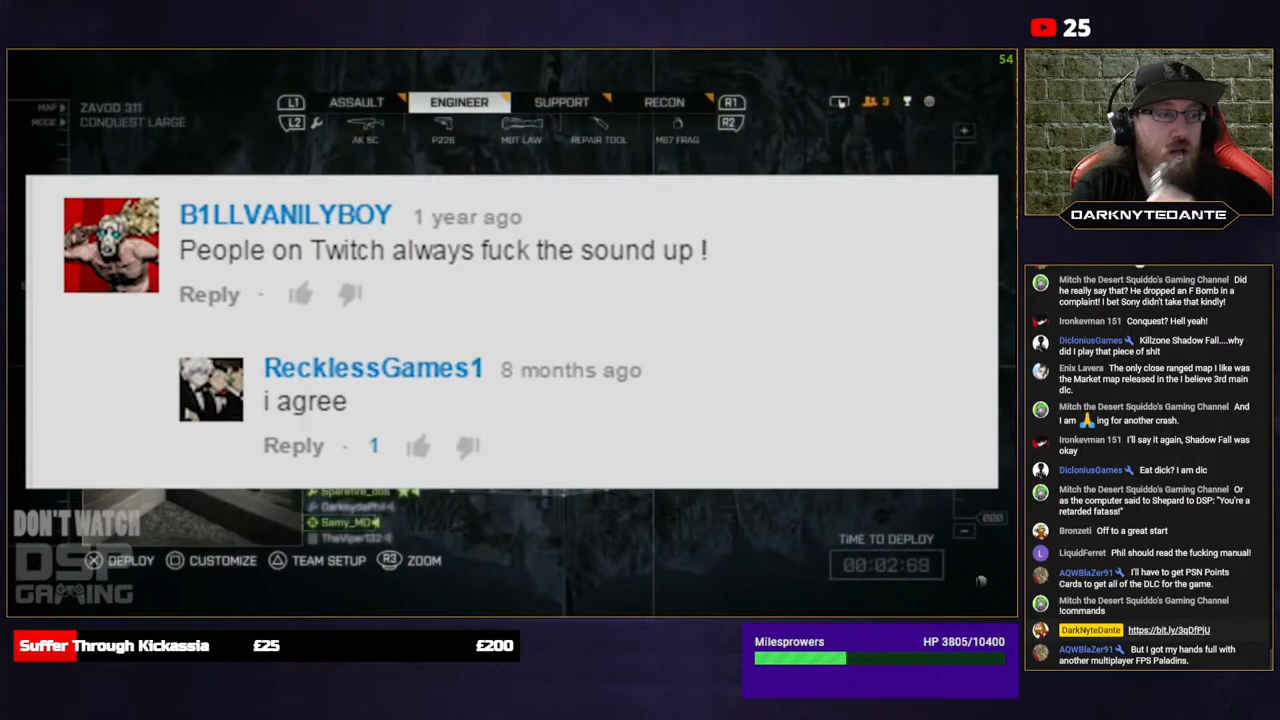 25
54
MAP
ZAVOD 311
MODE
CONQUEST LARGE
L1 ASSAULT ENGINEER SUPPORT RECON R1
L2 R2
3
AK 5C P226 MBT LAW REPAIR TOOL M67 FRAG
B1LLVANILYBOY 1 year ago
People on Twitch always fuck the sound up !
Reply
RecklessGames1 8 months ago
i agree
Reply · 1
Sparefire_dos
DarksydePhil
Samy_MD
TheViper132
DON'T WATCH
DSP
GAMING
DEPLOY CUSTOMIZE TEAM SETUP R3 ZOOM
TIME TO DEPLOY
00:02:69
DARKNYTEDANTE
Mitch the Desert Squiddo's Gaming Channel Did
he really say that? He dropped an F Bomb in a
complaint! I bet Sony didn't take that kindly!
Ironkevman 151 Conquest? Hell yeah!
DicloniusGames Killzone Shadow Fall....why
did I play that piece of shit
Enix Lavera The only close ranged map I like was
the Market map released in the I believe 3rd main
dlc.
Mitch the Desert Squiddo's Gaming Channel And
I am 🙏ing for another crash.
Ironkevman 151 I'll say it again, Shadow Fall was
okay
DicloniusGames Eat dick? I am dic
Mitch the Desert Squiddo's Gaming Channel Or
as the computer said to Shepard to DSP: "You're a
retarded fatass!"
Bronzeti Off to a great start
L LiquidFerret Phil should read the fucking manual!
AQWBlaZer91 I'll have to get PSN Points
Cards to get all of the DLC for the game.
Mitch the Desert Squiddo's Gaming Channel
!commands
DarkNyteDante https://bit.ly/3qDfPjU
AQWBlaZer91 But I got my hands full with
another multiplayer FPS Paladins.
Suffer Through Kickassia £25 £200
Milesprowers HP 3805/10400